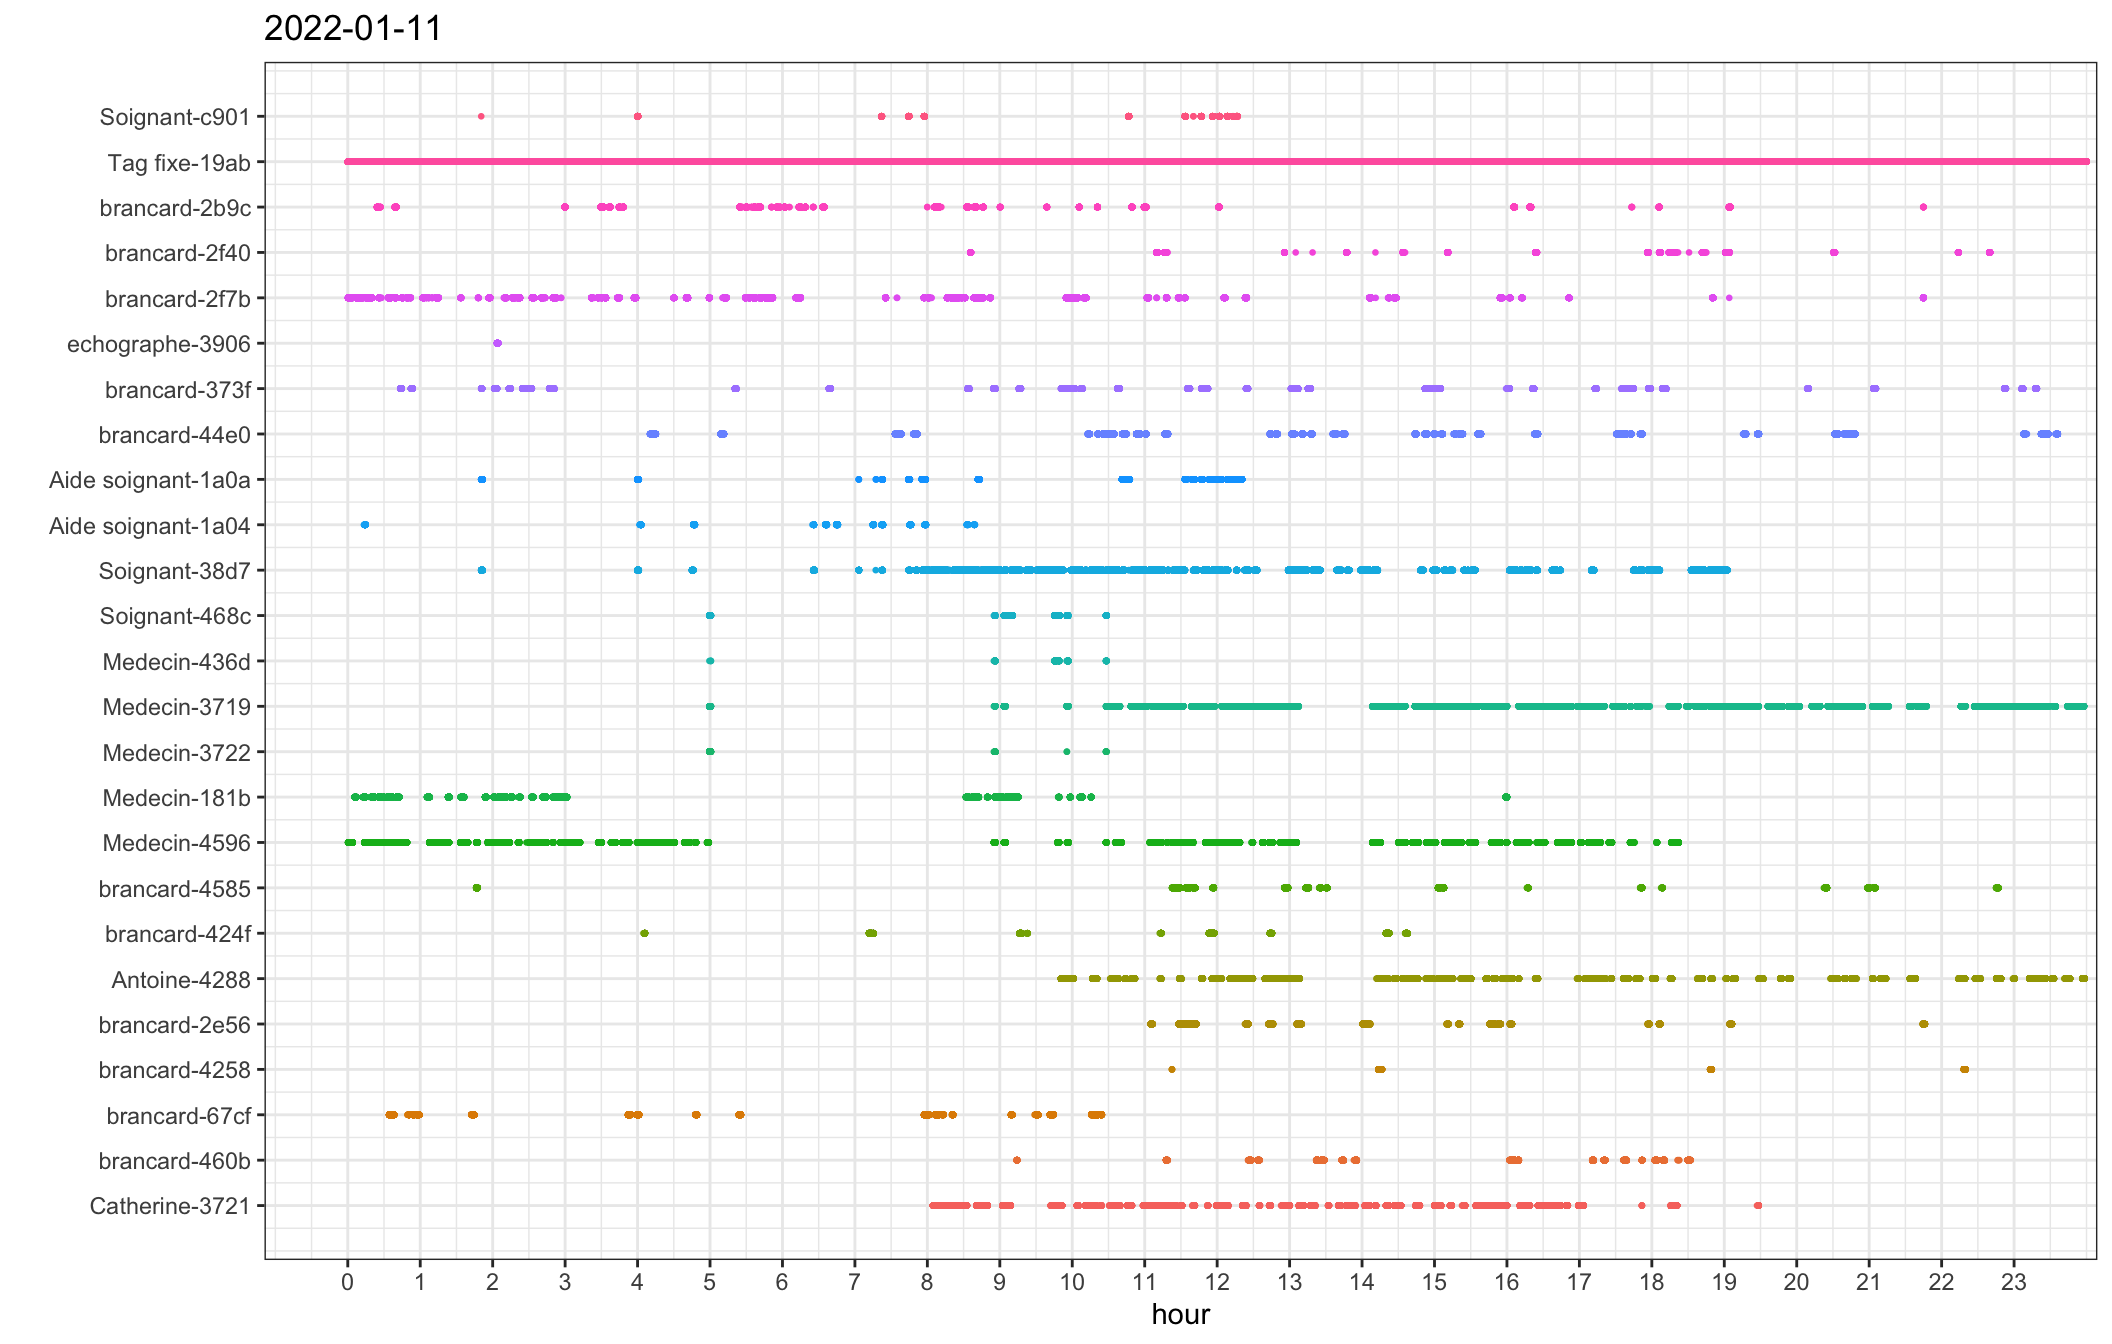 2022-01-11
Soignant-c901
Tag fixe-19ab
brancard-2b9c
brancard-2f40
brancard-2f7b
echographe-3906
brancard-373f
brancard-44e0
Aide soignant-1a0a
Aide soignant-1a04
Soignant-38d7
Soignant-468c
Medecin-436d
Medecin-3719
Medecin-3722
Medecin-181b
Medecin-4596
brancard-4585
brancard-424f
Antoine-4288
brancard-2e56
brancard-4258
brancard-67cf
brancard-460b
Catherine-3721
0 1 2 3 4 5 6 7 8 9 10 11 12 13 14 15 16 17 18 19 20 21 22 23
hour